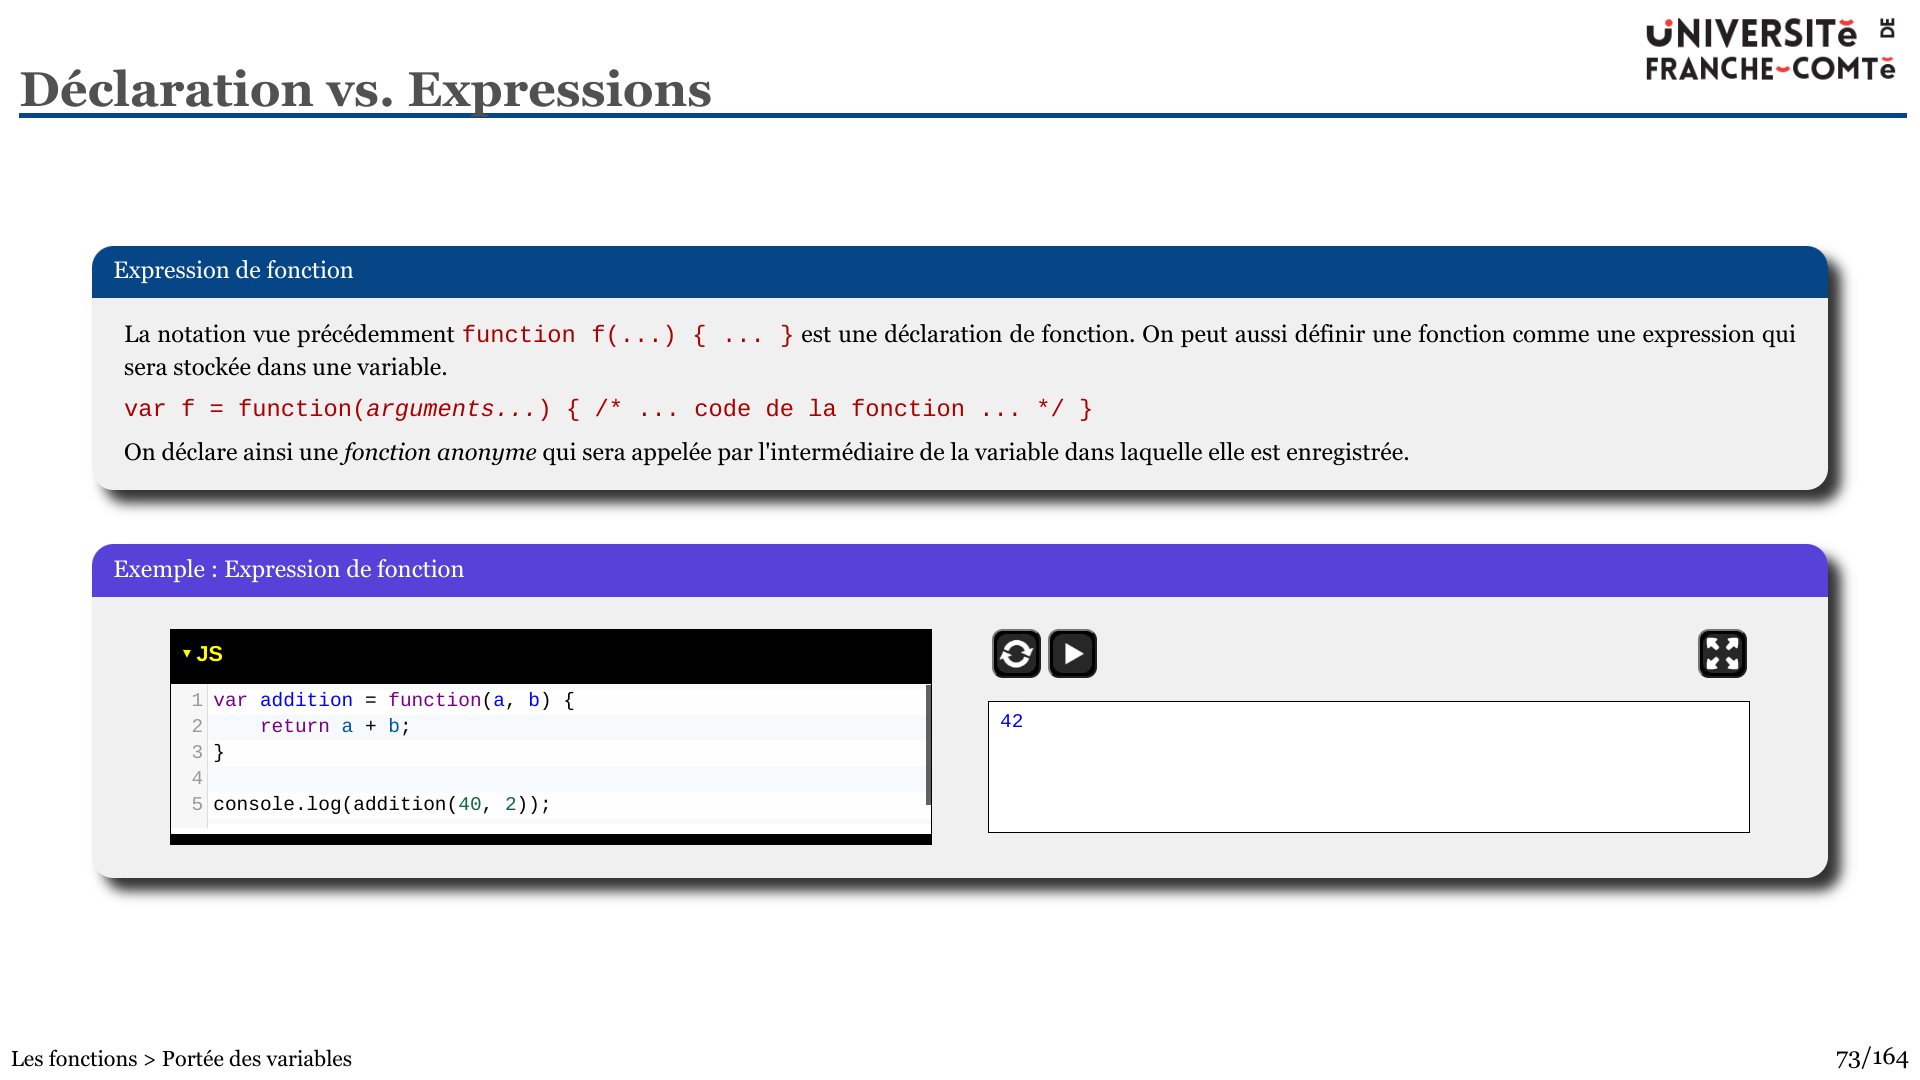 UNIVERSITé DE
FRANCHE-COMTé
Déclaration vs. Expressions
Expression de fonction
La notation vue précédemment function f(...) { ... } est une déclaration de fonction. On peut aussi définir une fonction comme une expression qui
sera stockée dans une variable.
var f = function(arguments...) { /* ... code de la fonction ... */ }
On déclare ainsi une fonction anonyme qui sera appelée par l'intermédiaire de la variable dans laquelle elle est enregistrée.
Exemple : Expression de fonction
▾ JS
1 var addition = function(a, b) {
2     return a + b;
3 }
4
5 console.log(addition(40, 2));
42
Les fonctions > Portée des variables
73/164